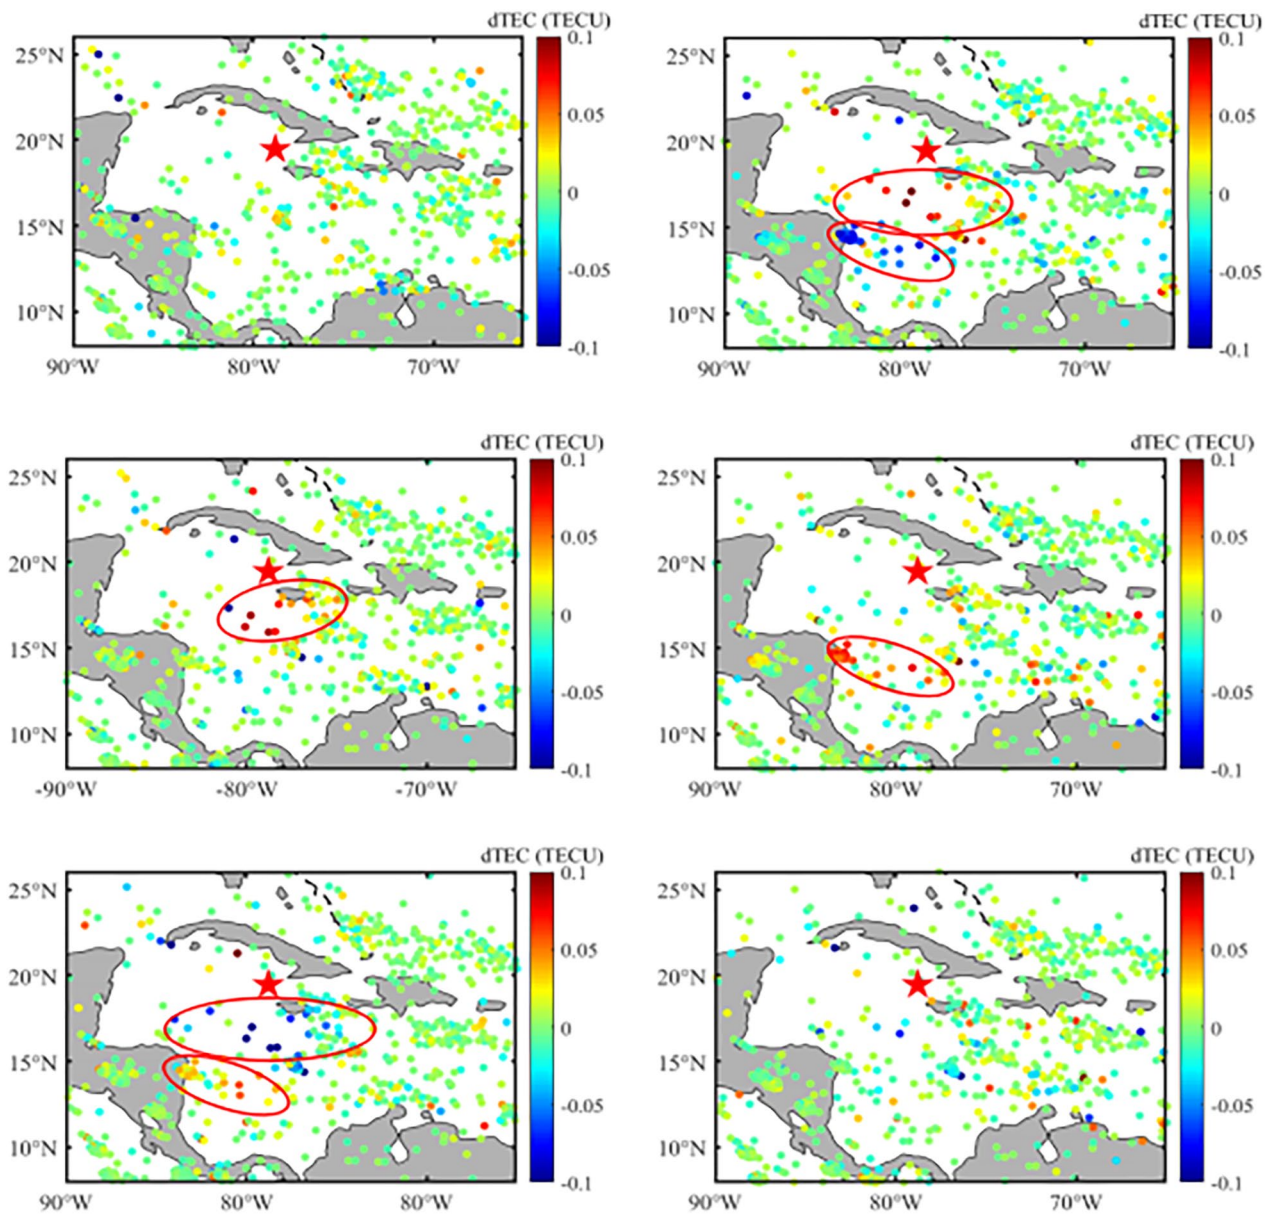 dTEC (TECU) dTEC (TECU)
25°N 0.1 25°N 0.1
20°N 0.05 20°N 0.05
0 0
15°N 15°N
-0.05 -0.05
10°N 10°N
-0.1 -0.1
90°W 80°W 70°W 90°W 80°W 70°W
dTEC (TECU) dTEC (TECU)
25°N 0.1 25°N 0.1
20°N 0.05 20°N 0.05
0 0
15°N 15°N
-0.05 -0.05
10°N 10°N
-0.1 -0.1
-90°W -80°W -70°W 90°W 80°W 70°W
dTEC (TECU) dTEC (TECU)
25°N 0.1 25°N 0.1
20°N 0.05 20°N 0.05
0 0
15°N 15°N
-0.05 -0.05
10°N 10°N
-0.1 -0.1
90°W 80°W 80°W 90°W 80°W 70°W